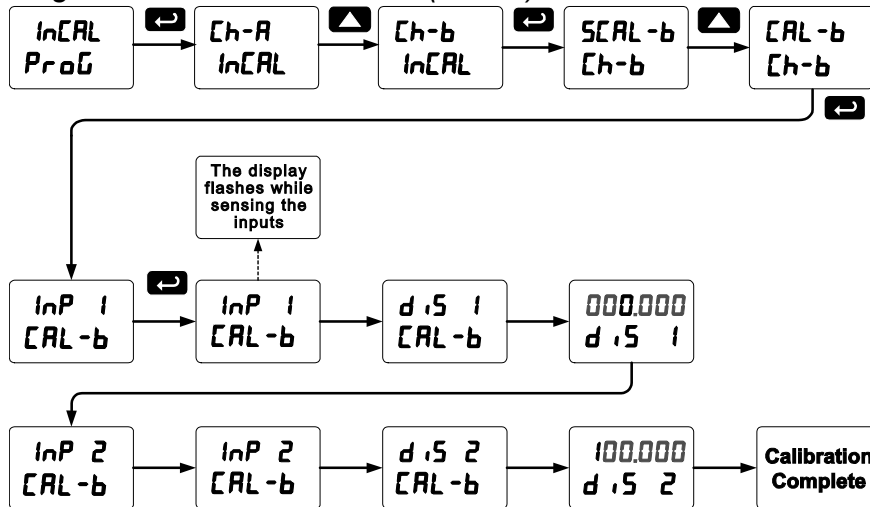 InCAL
ProG
Ch-A
InCAL
Ch-b
InCAL
SCAL-b
Ch-b
CAL-b
Ch-b
The display
flashes while
sensing the
inputs
InP 1
CAL-b
InP 1
CAL-b
diS 1
CAL-b
000.000
diS 1
InP 2
CAL-b
InP 2
CAL-b
diS 2
CAL-b
100.000
diS 2
Calibration
Complete